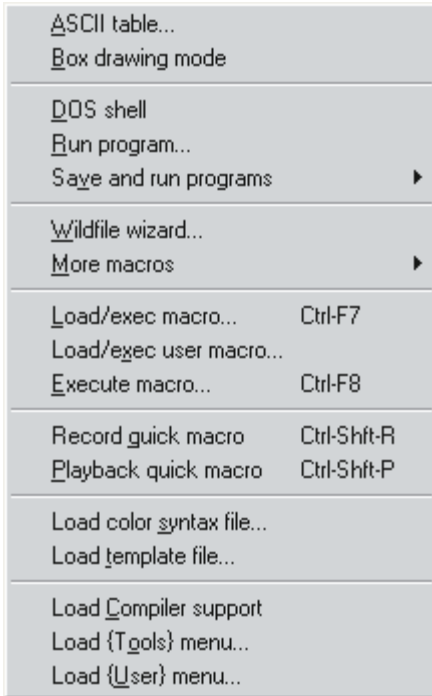 ASCII table...
Box drawing mode
DOS shell
Run program...
Save and run programs
Wildfile wizard...
More macros
Load/exec macro... Ctrl-F7
Load/exec user macro...
Execute macro... Ctrl-F8
Record quick macro Ctrl-Shft-R
Playback quick macro Ctrl-Shft-P
Load color syntax file...
Load template file...
Load Compiler support
Load {Tools} menu...
Load {User} menu...